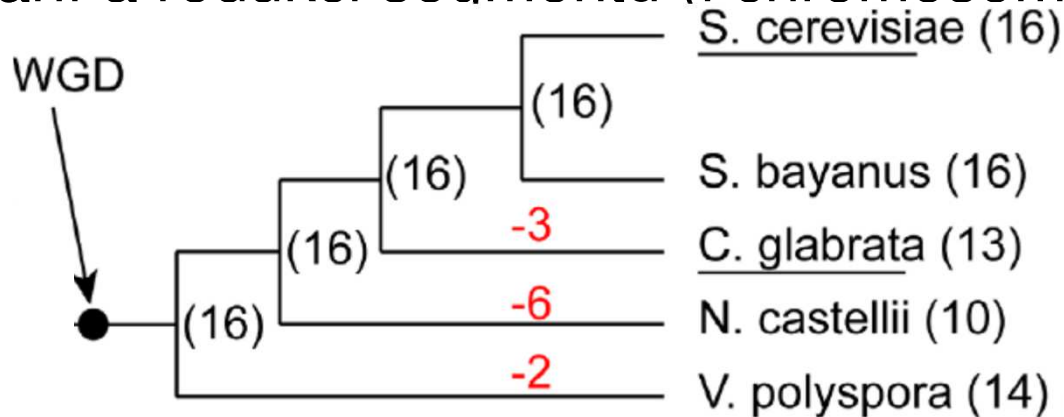 S. cerevisiae (16)
WGD
(16)
(16)
S. bayanus (16)
-3
(16)
C. glabrata (13)
-6
(16)
N. castellii (10)
-2
V. polyspora (14)